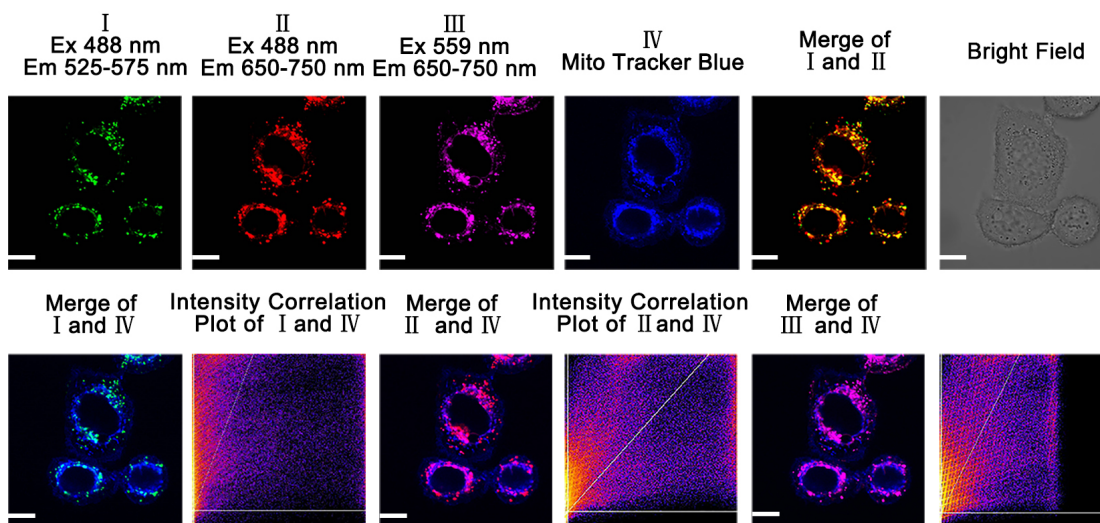 Ⅰ
Ex 488 nm
Em 525-575 nm
Ⅱ
Ex 488 nm
Em 650-750 nm
Ⅲ
Ex 559 nm
Em 650-750 nm
Ⅳ
Mito Tracker Blue
Merge of
Ⅰ and Ⅱ
Bright Field
Merge of
Ⅰ and Ⅳ
Intensity Correlation
Plot of Ⅰ and Ⅳ
Merge of
Ⅱ and Ⅳ
Intensity Correlation
Plot of Ⅱ and Ⅳ
Merge of
Ⅲ and Ⅳ